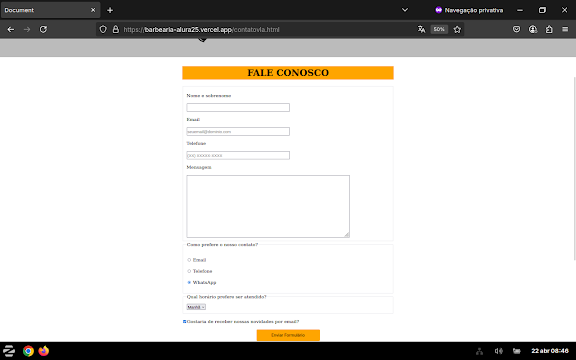 Document
Navegação privativa
https://barbearia-alura25.vercel.app/contatovia.html
50%
FALE CONOSCO
Nome e sobrenome
Email
seuemail@dominio.com
Telefone
(XX) XXXXX-XXXX
Mensagem
Como prefere o nosso contato?
Email
Telefone
WhatsApp
Qual horário prefere ser atendido?
Manhã
Gostaria de receber nossas novidades por email?
Enviar formulário
22 abr 08:46